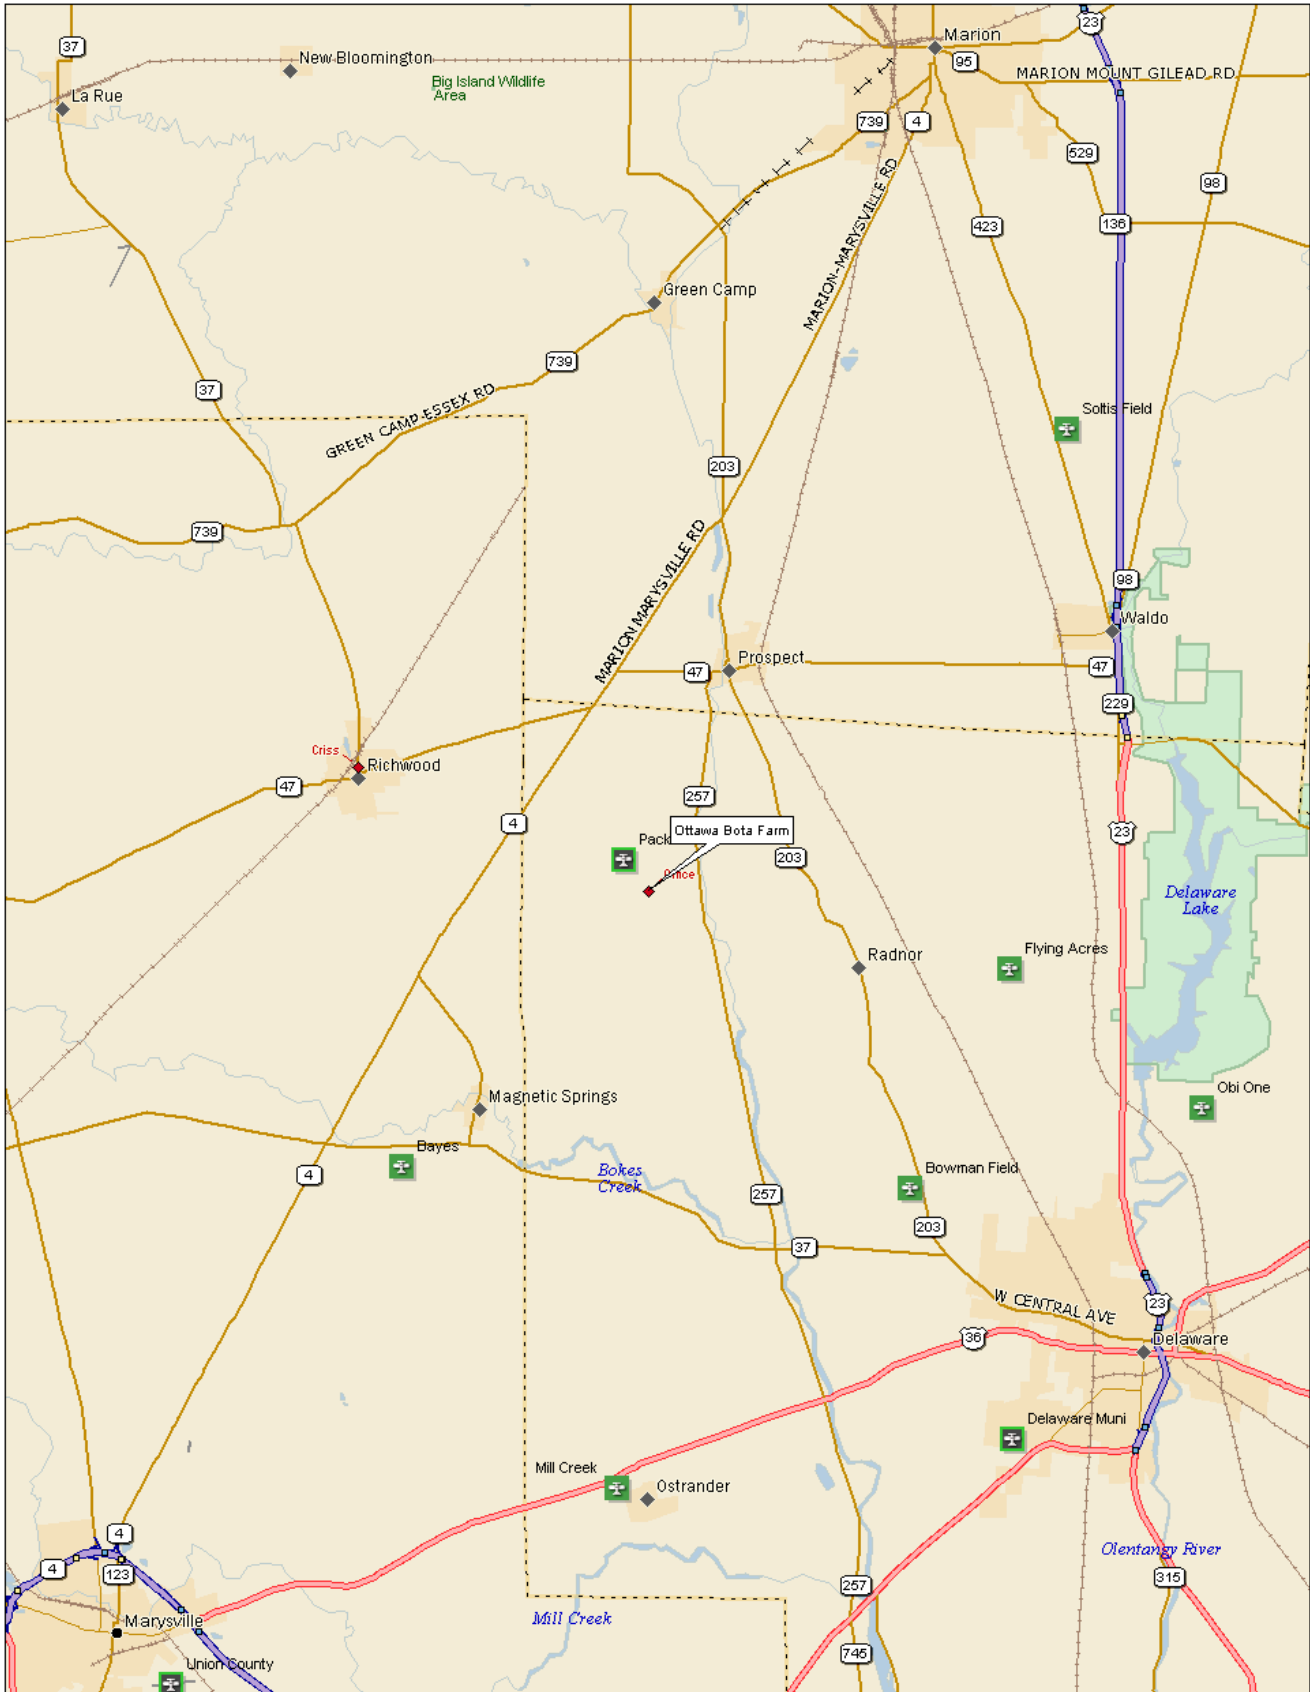 23
37
Marion
New Bloomington
95
MARION MOUNT GILEAD RD
Big Island Wildlife
Area
La Rue
739
4
529
98
MARION-MARYSVILLE RD
136
423
Green Camp
739
37
GREEN CAMP-ESSEX RD
Soltis Field
203
739
MARION MARYSVILLE RD
98
Waldo
Prospect
47
47
229
Criss
Richwood
47
257
4
23
Ottawa Bota Farm
Pack
Office
203
Delaware
Lake
Radnor
Flying Acres
Magnetic Springs
Obi One
Bayes
4
Bokes
Creek
Bowman Field
257
203
37
W CENTRAL AVE
23
36
Delaware
Delaware Muni
Mill Creek
Ostrander
4
4
123
Olentangy River
257
315
Marysville
Mill Creek
745
Union County